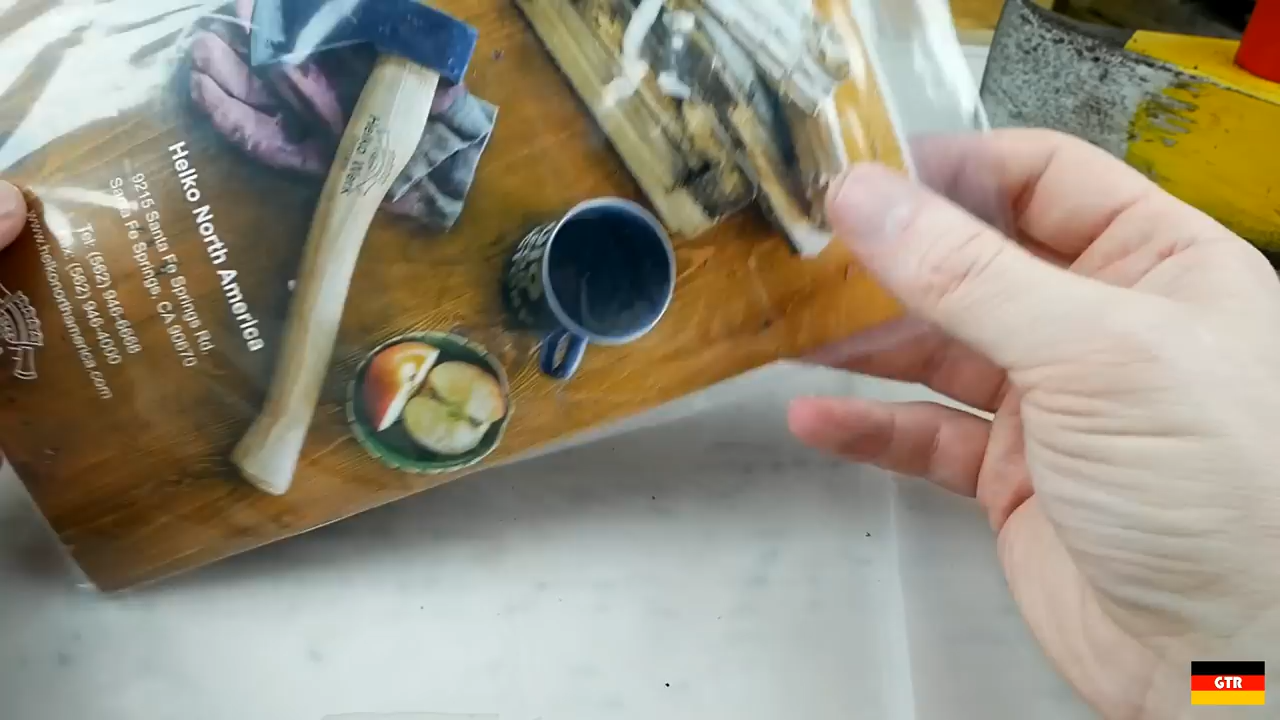 Helko North America
9215 Santa Fe Springs Rd.
Santa Fe Springs, CA 90670
Tel: (562) 946-6668
(562) 946-4000
www.helkonorthamerica.com
GTR